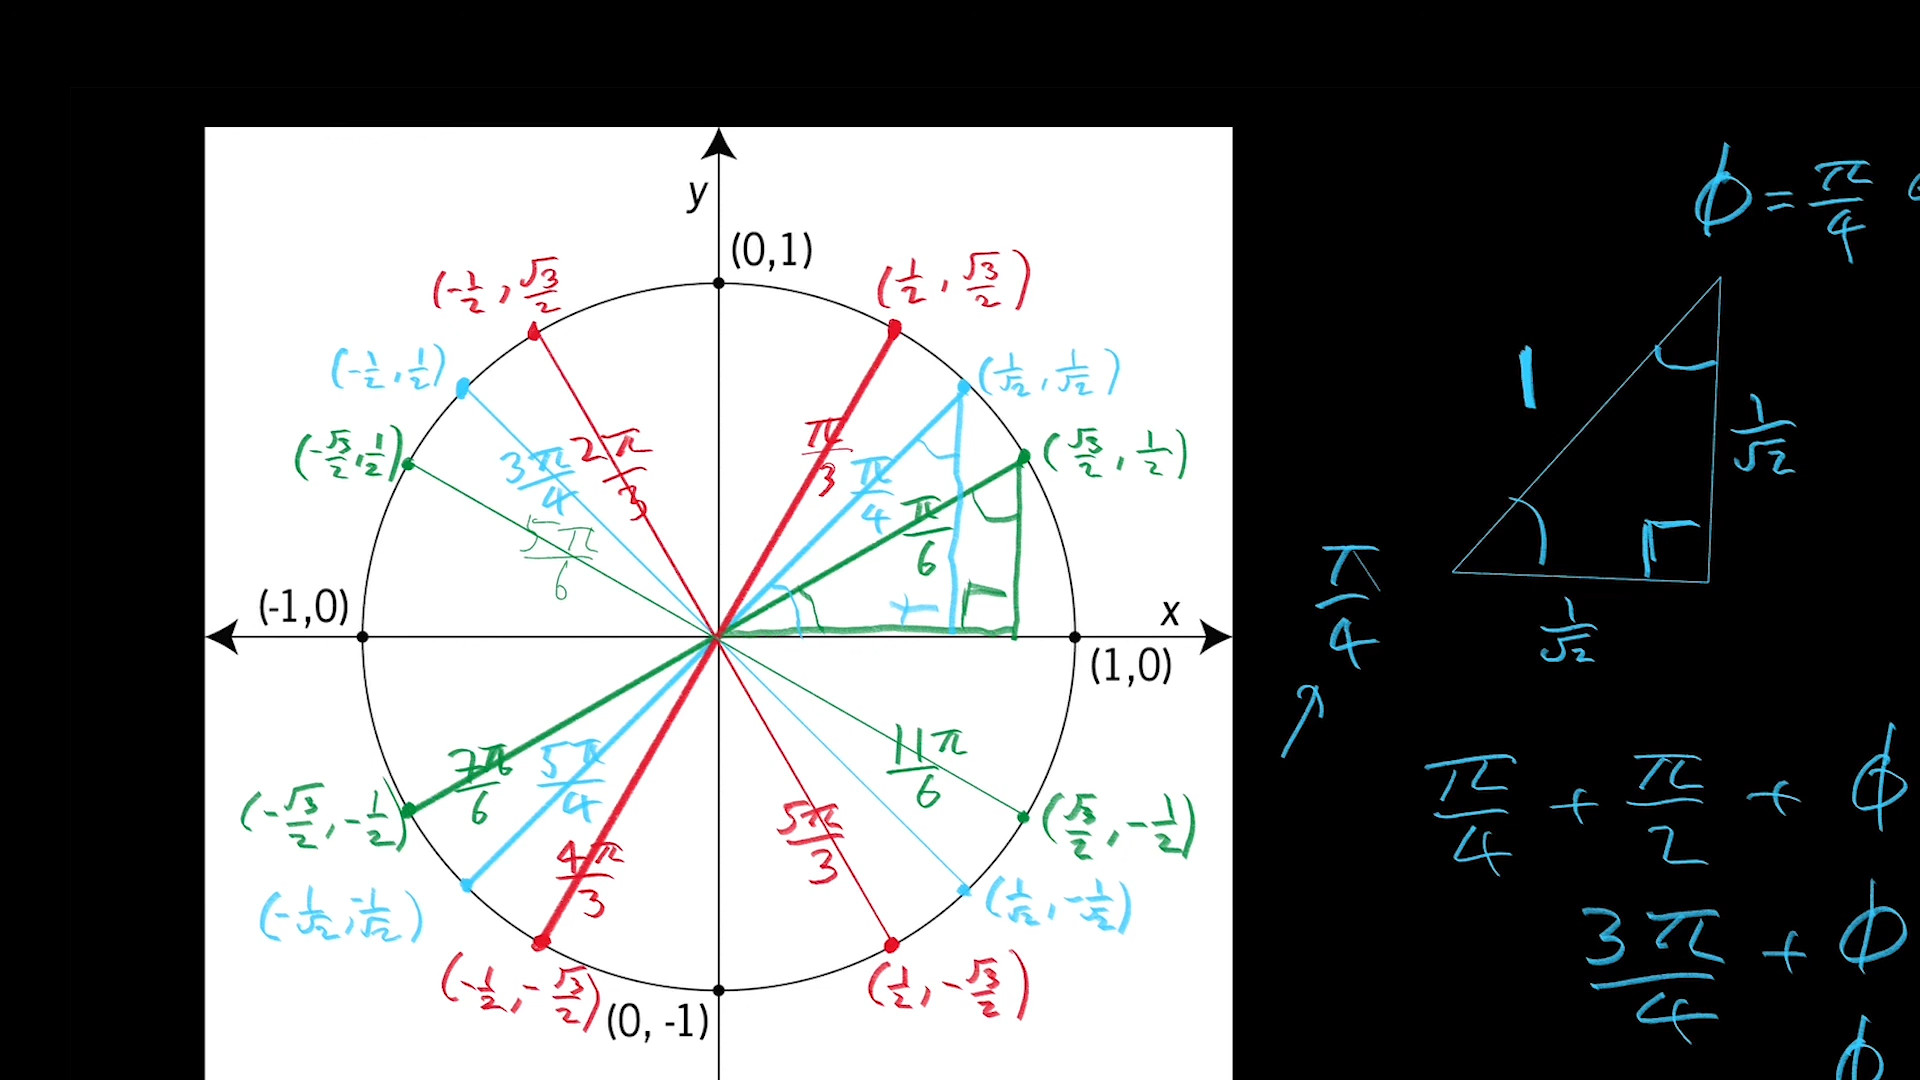 y
(0,1)
(-1/2, √3/2
(1/2, √3/2)
(-1/2, 1/2)
(1/√2, 1/√2)
(-√3/2, 1/2)
(√3/2, 1/2)
2π/3
3π/4
5π/6
π/3
π/4
π/6
(-1,0)
x
(1,0)
7π/6
5π/4
4π/3
5π/3
11π/6
(-√3/2, -1/2)
(√3/2, -1/2)
(-1/√2, -1/√2)
(1/√2, -1/√2)
(-1/2, -√3/2)
(1/2, -√3/2)
(0, -1)
ϕ = π/4
1
1/√2
π/4
1/√2
π/4 + π/2 + ϕ
3π/4 + ϕ
ϕ